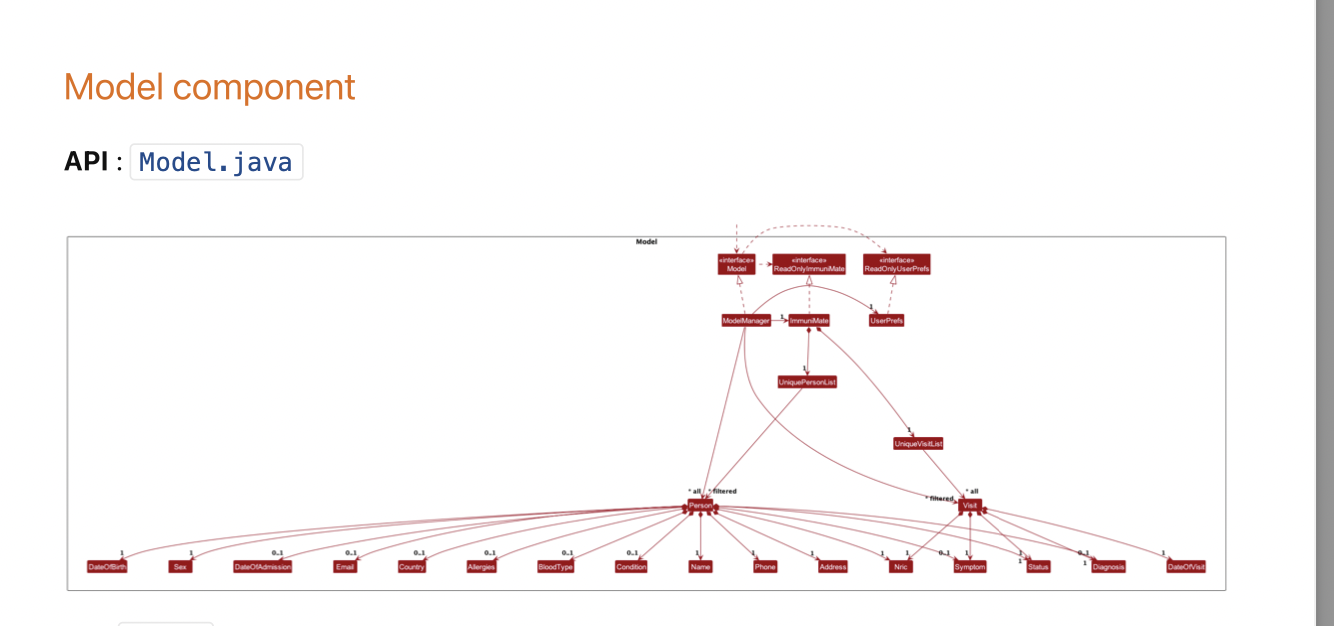 Model component
API : Model.java
Model
«interface»
Model
«interface»
ReadOnlyImmuniMate
«interface»
ReadOnlyUserPrefs
1
ModelManager
1
ImmuniMate
UserPrefs
1
UniquePersonList
1
UniqueVisitList
* all
* filtered
* filtered
* all
Person
Visit
1
1
0..1
0..1
0..1
0..1
0..1
0..1
1
1
1
1
1
0..1
1
1
1
0..1
1
1
DateOfBirth
Sex
DateOfAdmission
Email
Country
Allergies
BloodType
Condition
Name
Phone
Address
Nric
Symptom
Status
Diagnosis
DateOfVisit